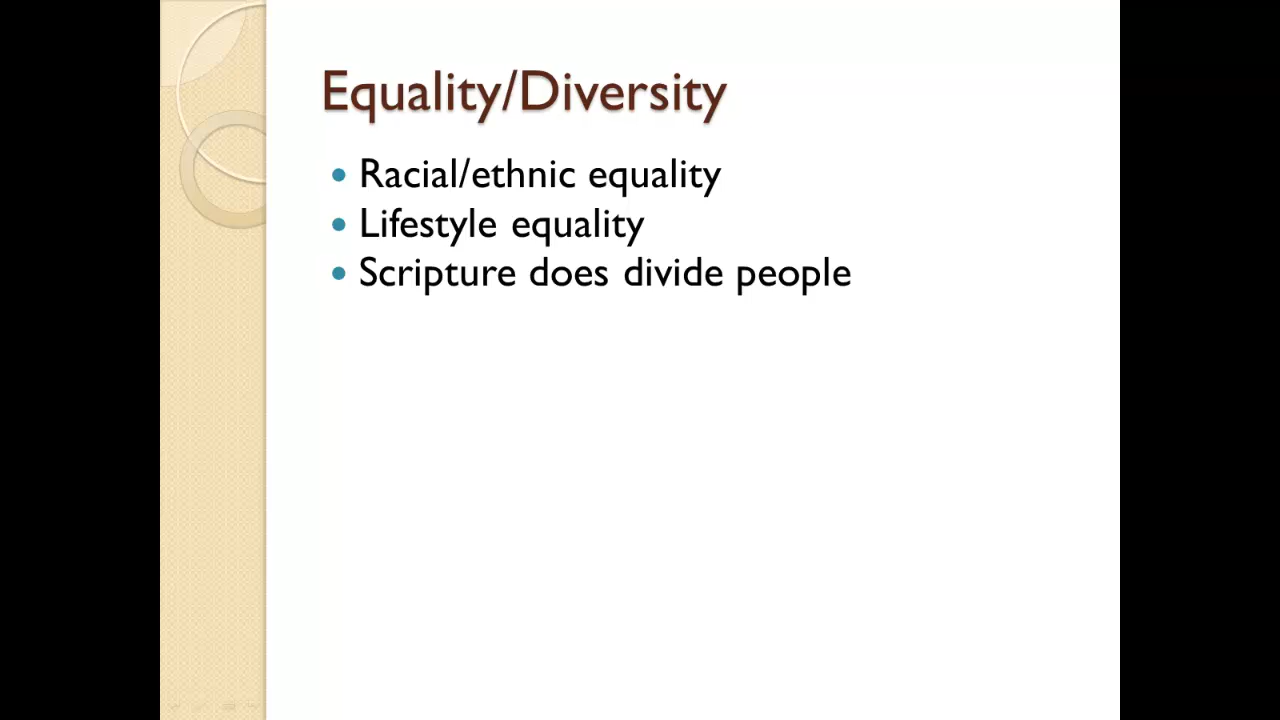 Equality/Diversity
Racial/ethnic equality
Lifestyle equality
Scripture does divide people